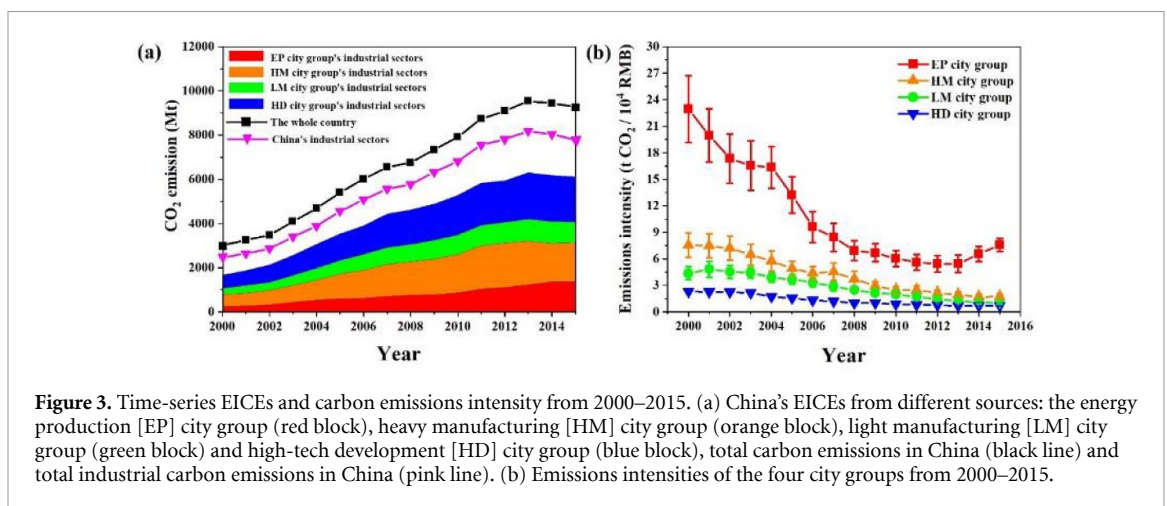 (a)
12000
10000
8000
6000
4000
2000
0
CO2 emission (Mt)
EP city group's industrial sectors
HM city group's industrial sectors
LM city group's industrial sectors
HD city group's industrial sectors
The whole country
China's industrial sectors
2000 2002 2004 2006 2008 2010 2012 2014
Year
(b)
30
27
24
21
18
15
12
9
6
3
0
Emissions intensity (t CO2 / 10^4 RMB)
EP city group
HM city group
LM city group
HD city group
2000 2002 2004 2006 2008 2010 2012 2014 2016
Year
Figure 3. Time-series EICEs and carbon emissions intensity from 2000–2015. (a) China's EICEs from different sources: the energy
production [EP] city group (red block), heavy manufacturing [HM] city group (orange block), light manufacturing [LM] city
group (green block) and high-tech development [HD] city group (blue block), total carbon emissions in China (black line) and
total industrial carbon emissions in China (pink line). (b) Emissions intensities of the four city groups from 2000–2015.